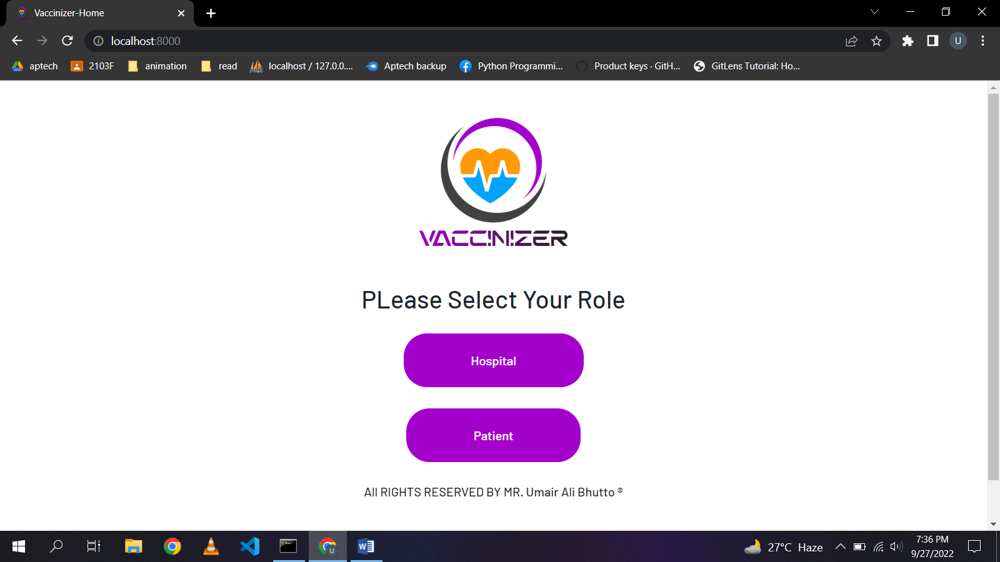 Vaccinizer-Home
localhost:8000
U
aptech
2103F
animation
read
localhost / 127.0.0....
Aptech backup
Python Programmi...
Product keys · GitH...
GitLens Tutorial: Ho...
VACC!N!ZER
PLease Select Your Role
Hospital
Patient
All RIGHTS RESERVED BY MR. Umair Ali Bhutto ®
27°C Haze
7:36 PM
9/27/2022